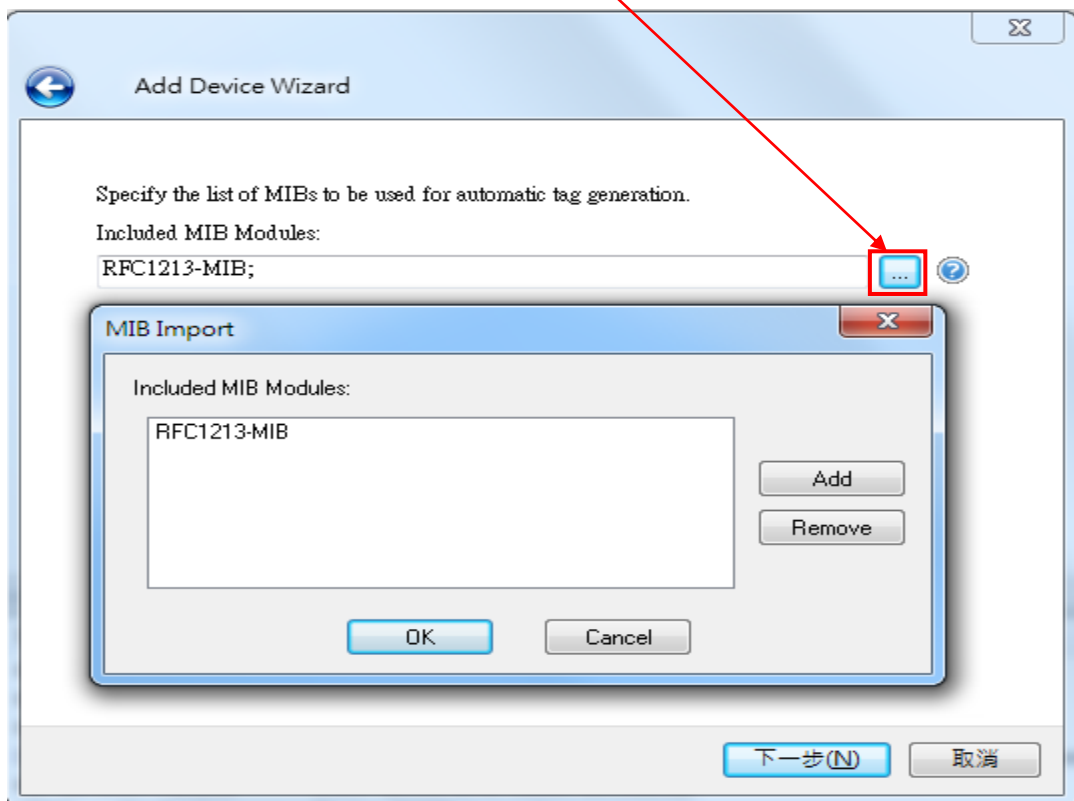 Add Device Wizard
Specify the list of MIBs to be used for automatic tag generation.
Included MIB Modules:
RFC1213-MIB;
...
?
MIB Import
Included MIB Modules:
RFC1213-MIB
Add
Remove
OK
Cancel
下一步(N)
取消